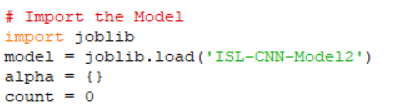 # Import the Model
import joblib
model = joblib.load('ISL-CNN-Model2')
alpha = {}
count = 0